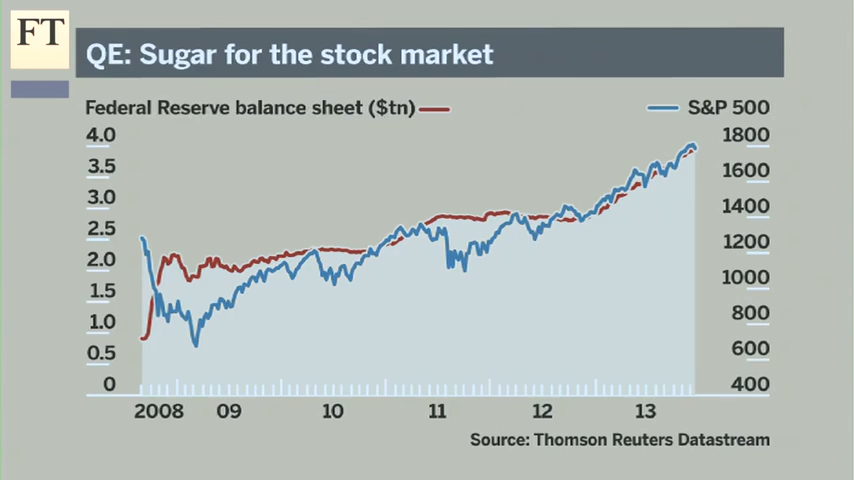 FT
QE: Sugar for the stock market
Federal Reserve balance sheet ($tn)
S&P 500
4.0
1800
3.5
1600
3.0
1400
2.5
1200
2.0
1000
1.5
800
1.0
600
0.5
400
0
2008 09 10 11 12 13
Source: Thomson Reuters Datastream